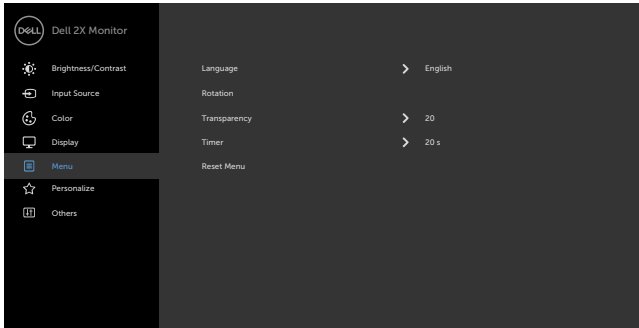 DELL Dell 2X Monitor
Brightness/Contrast Language English
Input Source Rotation
Color Transparency 20
Display Timer 20 s
Menu Reset Menu
Personalize
Others